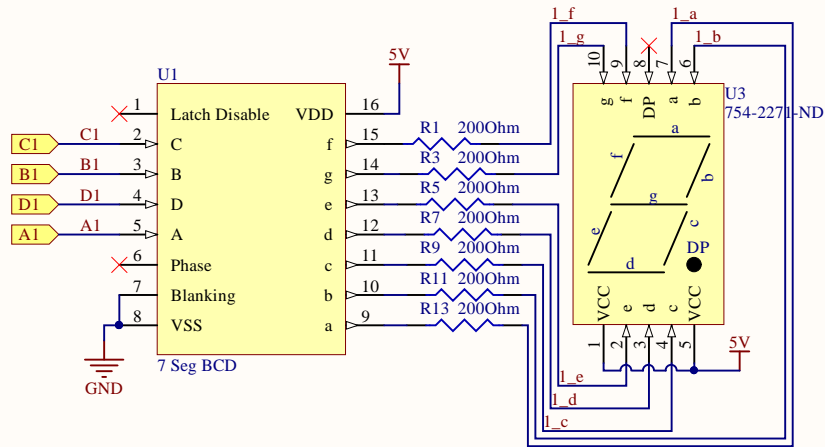 1_f
1_a
1_g
1_b
5V
U1
10
9
8
7
6
U3
754-2271-ND
g
f
DP
a
b
1
Latch Disable
VDD
16
C1
C1
2
C
f
15
R1
200Ohm
B1
B1
3
B
g
14
R3
200Ohm
D1
D1
4
D
e
13
R5
200Ohm
A1
A1
5
A
d
12
R7
200Ohm
6
Phase
c
11
R9
200Ohm
7
Blanking
b
10
R11
200Ohm
8
VSS
a
9
R13
200Ohm
a
f
b
g
e
c
d
DP
VCC
e
d
c
VCC
1
2
3
4
5
5V
GND
7 Seg BCD
1_e
1_d
1_c